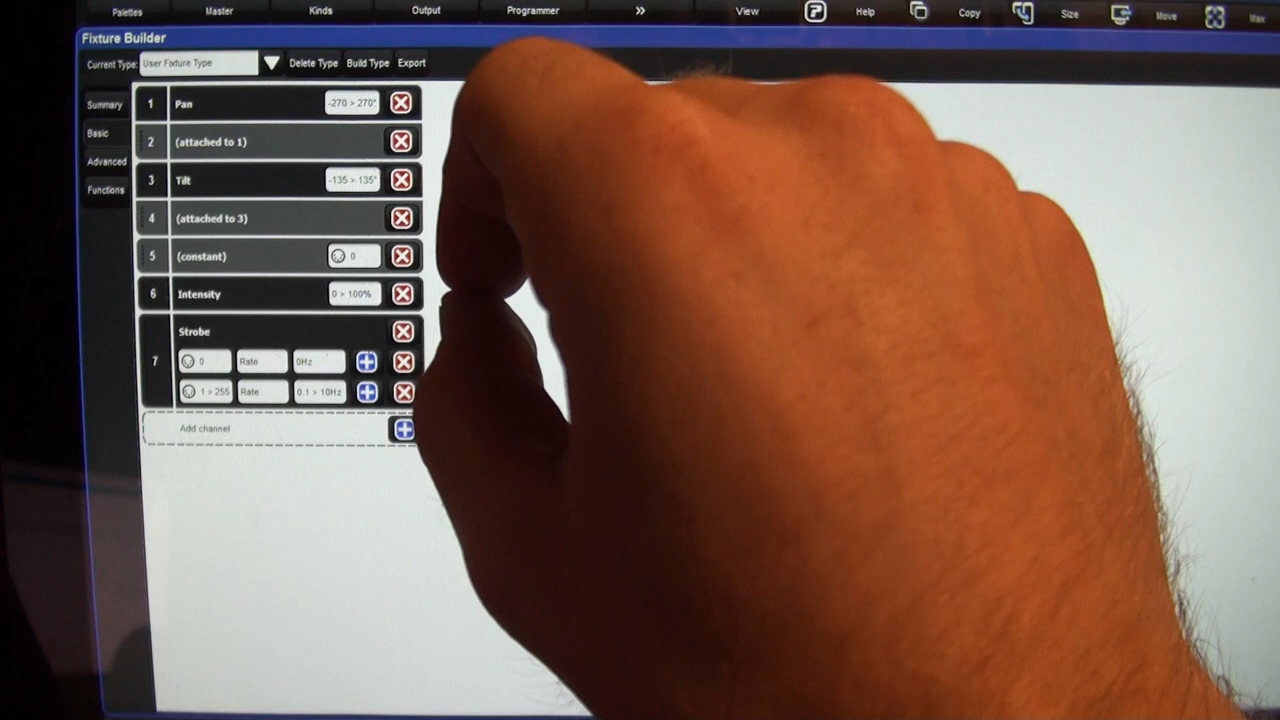 Palettes Master Kinds Output Programmer >> View Help Copy Size Move Max
Fixture Builder
Current Type: User Fixture Type Delete Type Build Type Export
Summary
Basic
Advanced
Functions
1 Pan -270 > 270°
2 (attached to 1)
3 Tilt -135 > 135°
4 (attached to 3)
5 (constant) 0
6 Intensity 0 > 100%
Strobe
7 0 Rate 0Hz
1 > 255 Rate 0.1 > 10Hz
Add channel